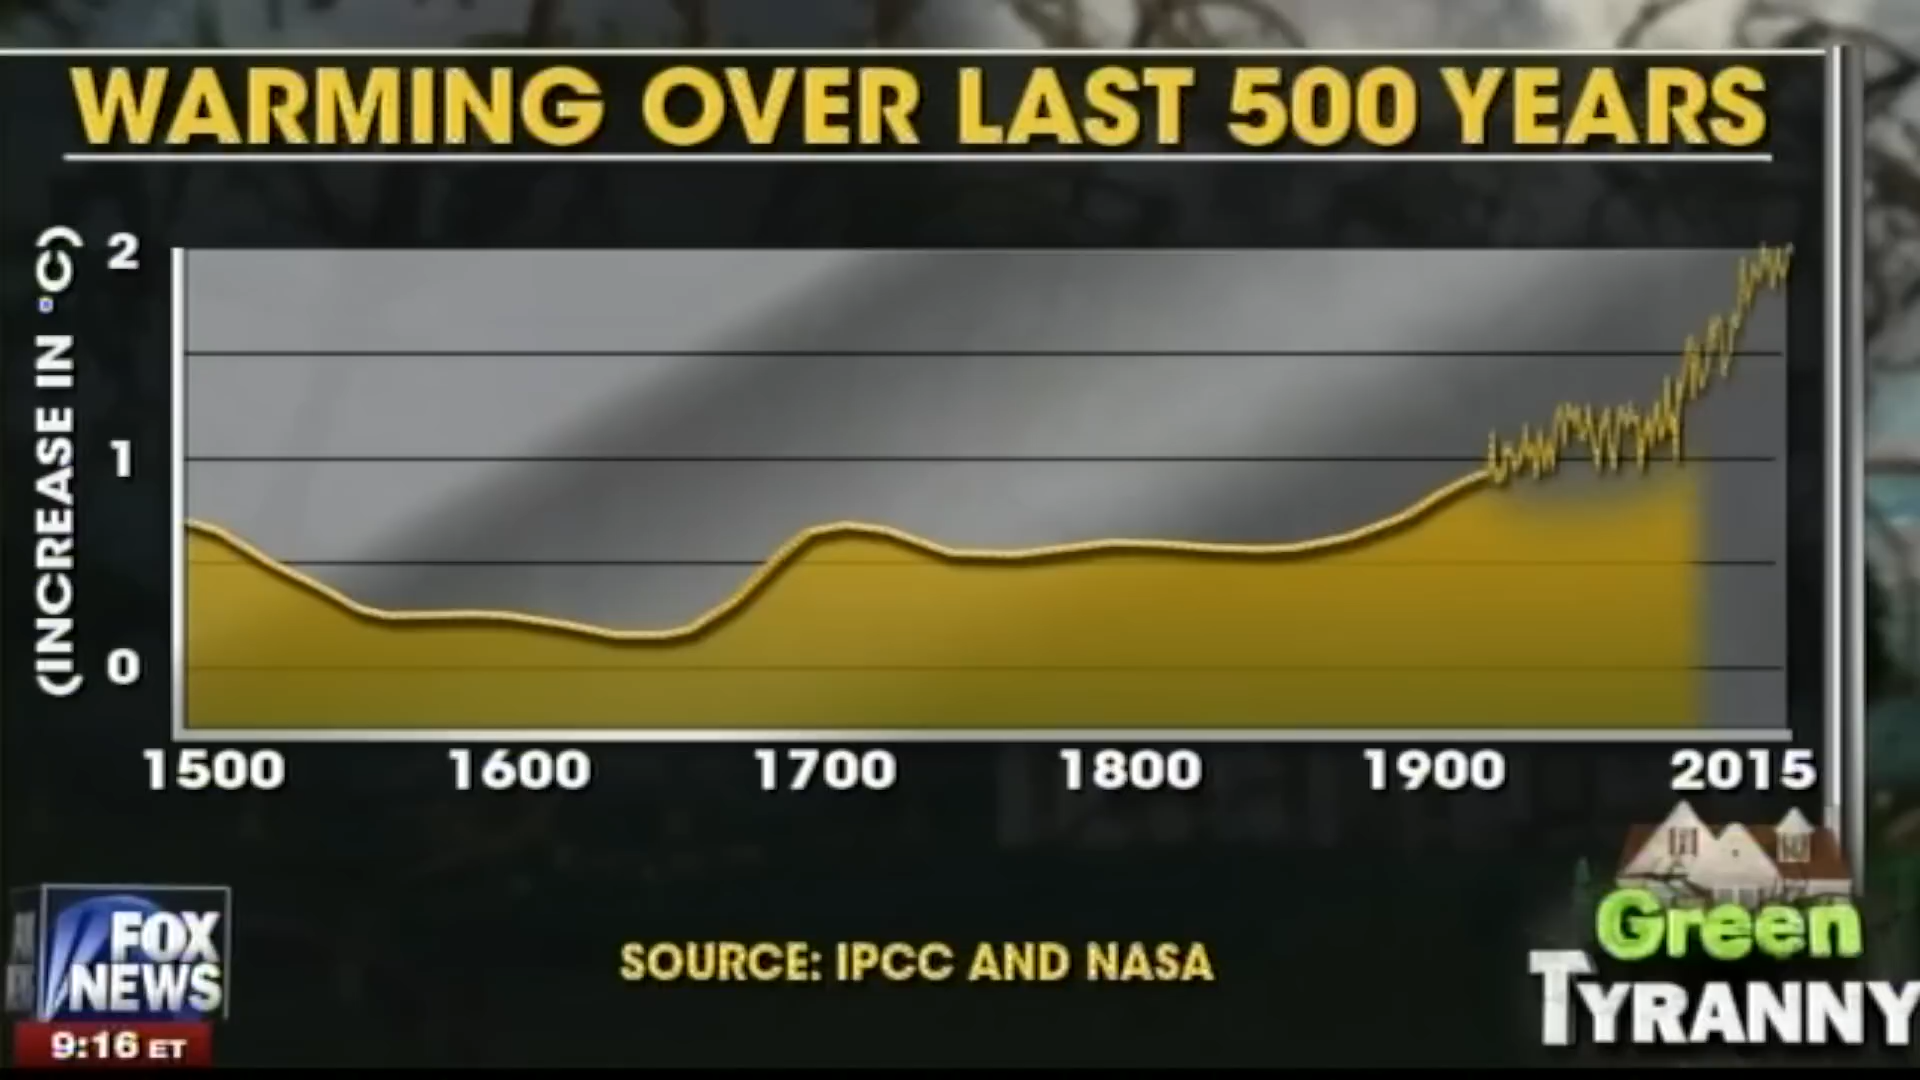 WARMING OVER LAST 500 YEARS
(INCREASE IN °C)
2
1
0
1500 1600 1700 1800 1900 2015
SOURCE: IPCC AND NASA
FOX
NEWS
9:16 ET
Green
TYRANNY